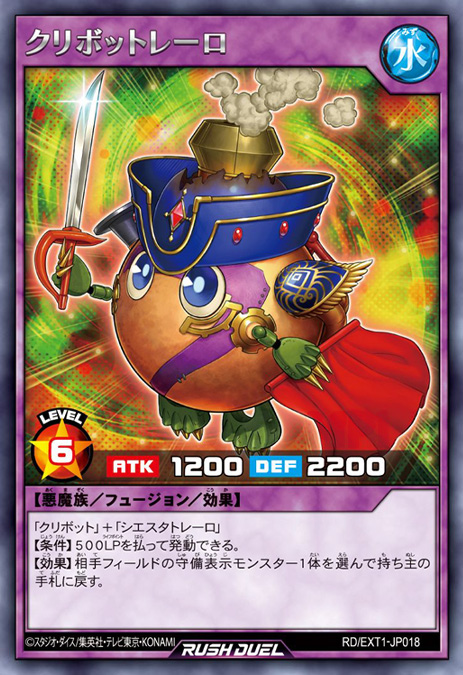 クリボットレーロ
みず
水
LEVEL
6
ATK 1200 DEF 2200
【悪魔族／フュージョン／効果】
「クリボット」＋「シエスタトレーロ」
【条件】500LPを払って発動できる。
【効果】相手フィールドの守備表示モンスター1体を選んで持ち主の
手札に戻す。
©スタジオ・ダイス/集英社・テレビ東京・KONAMI RUSH DUEL RD/EXT1-JP018